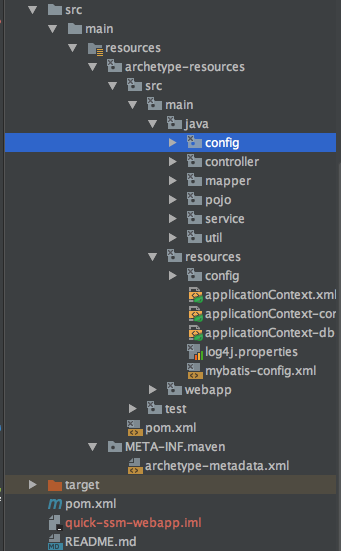 src
main
resources
archetype-resources
src
main
java
config
controller
mapper
pojo
service
util
resources
config
applicationContext.xml
applicationContext-con
applicationContext-db
log4j.properties
mybatis-config.xml
webapp
test
pom.xml
META-INF.maven
archetype-metadata.xml
target
pom.xml
quick-ssm-webapp.iml
README.md